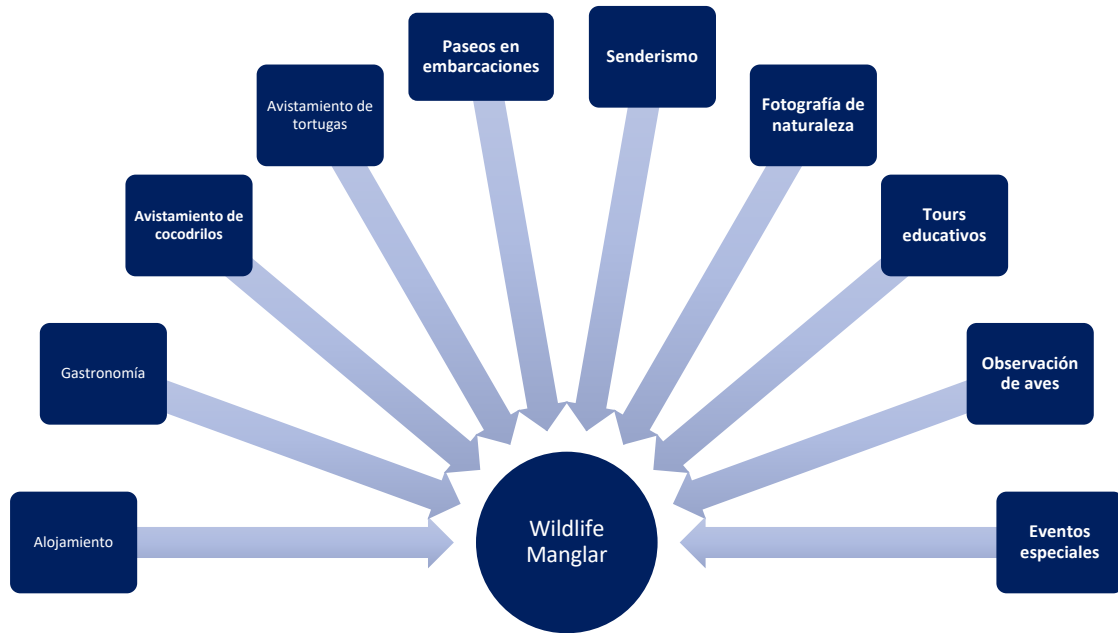 Paseos en
embarcaciones
Senderismo
Avistamiento de
tortugas
Fotografía de
naturaleza
Avistamiento de
cocodrilos
Tours
educativos
Gastronomía
Observación
de aves
Alojamiento
Wildlife
Manglar
Eventos
especiales